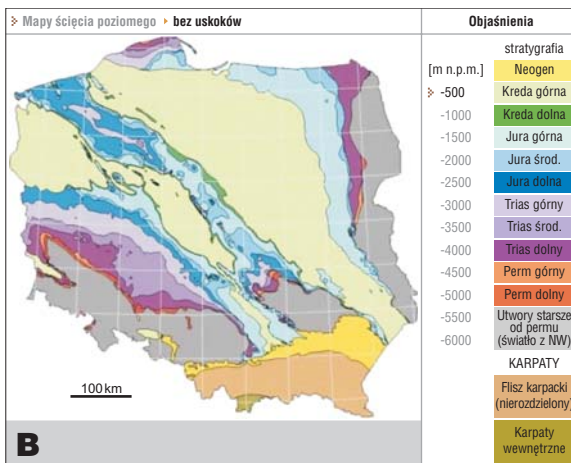 Mapy ścięcia poziomego bez uskoków
Objaśnienia
stratygrafia
[m n.p.m.] Neogen
-500 Kreda górna
-1000 Kreda dolna
-1500 Jura górna
-2000 Jura środ.
-2500 Jura dolna
-3000 Trias górny
-3500 Trias środ.
-4000 Trias dolny
-4500 Perm górny
-5000 Perm dolny
-5500 Utwory starsze
od permu
-6000 (światło z NW)
KARPATY
Flisz karpacki
(nierozdzielony)
Karpaty
wewnętrzne
100 km
B